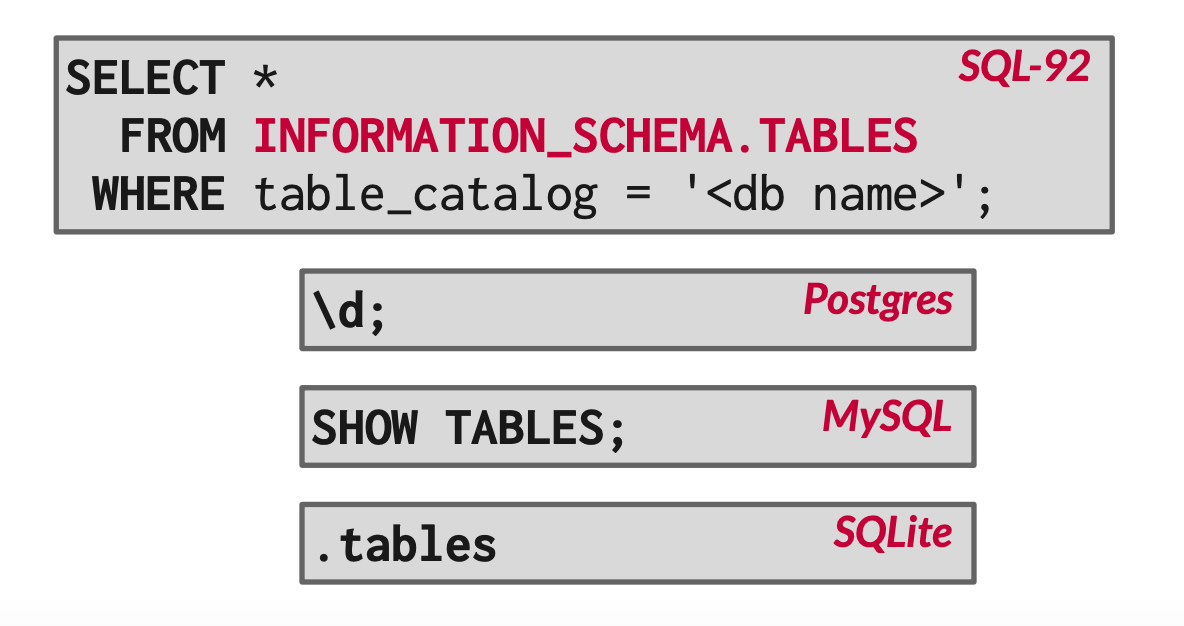 SELECT * SQL-92
FROM INFORMATION_SCHEMA.TABLES
WHERE table_catalog = '<db name>';
\d; Postgres
SHOW TABLES; MySQL
.tables SQLite